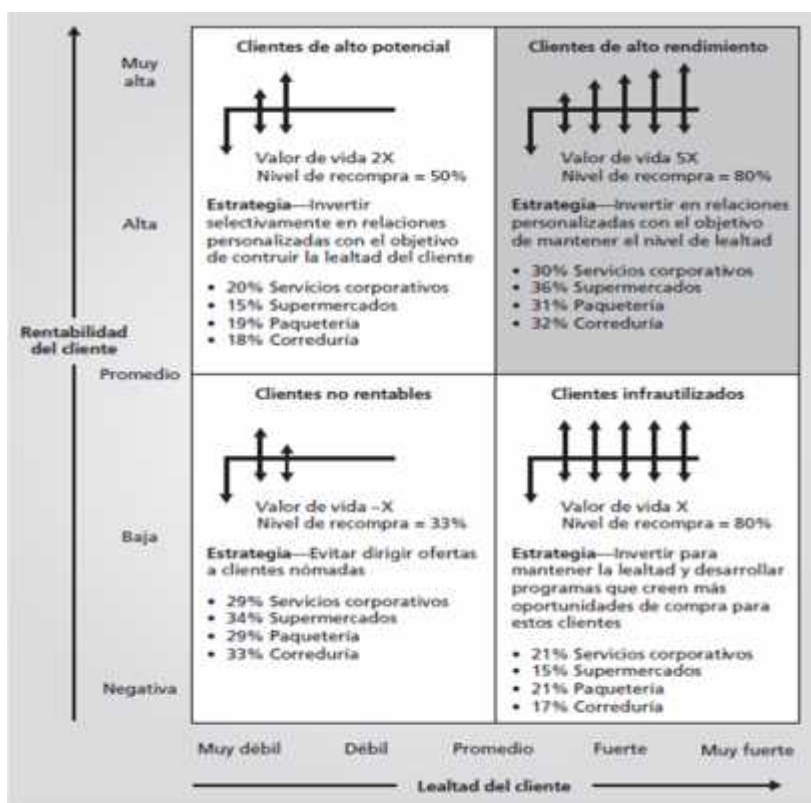 Clientes de alto potencial
Valor de vida 2X
Nivel de recompra = 50%
Estrategia—Invertir
selectivamente en relaciones
personalizadas con el objetivo
de contruir la lealtad del cliente
• 20% Servicios corporativos
• 15% Supermercados
• 19% Paquetería
• 18% Correduría
Clientes de alto rendimiento
Valor de vida 5X
Nivel de recompra = 80%
Estrategia—Invertir en relaciones
personalizadas con el objetivo
de mantener el nivel de lealtad
• 30% Servicios corporativos
• 36% Supermercados
• 31% Paquetería
• 32% Correduría
Clientes no rentables
Valor de vida –X
Nivel de recompra = 33%
Estrategia—Evitar dirigir ofertas
a clientes nómadas
• 29% Servicios corporativos
• 34% Supermercados
• 29% Paquetería
• 33% Correduría
Clientes infrautilizados
Valor de vida X
Nivel de recompra = 80%
Estrategia—Invertir para
mantener la lealtad y desarrollar
programas que creen más
oportunidades de compra para
estos clientes
• 21% Servicios corporativos
• 15% Supermercados
• 21% Paquetería
• 17% Correduría
Muy
alta
Alta
Rentabilidad
del cliente
Promedio
Baja
Negativa
Muy débil Débil Promedio Fuerte Muy fuerte
Lealtad del cliente